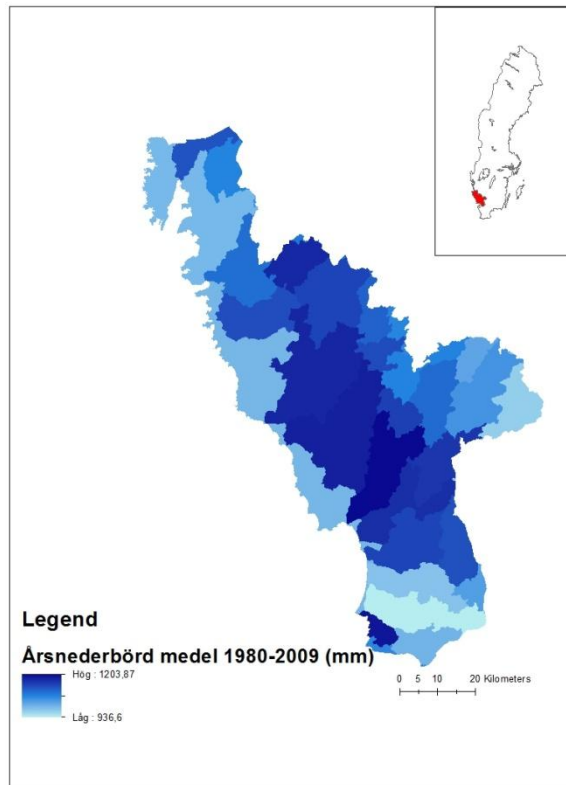 Legend
Årsnederbörd medel 1980-2009 (mm)
Hög : 1203,87
Låg : 936,6
0 5 10 20 Kilometers